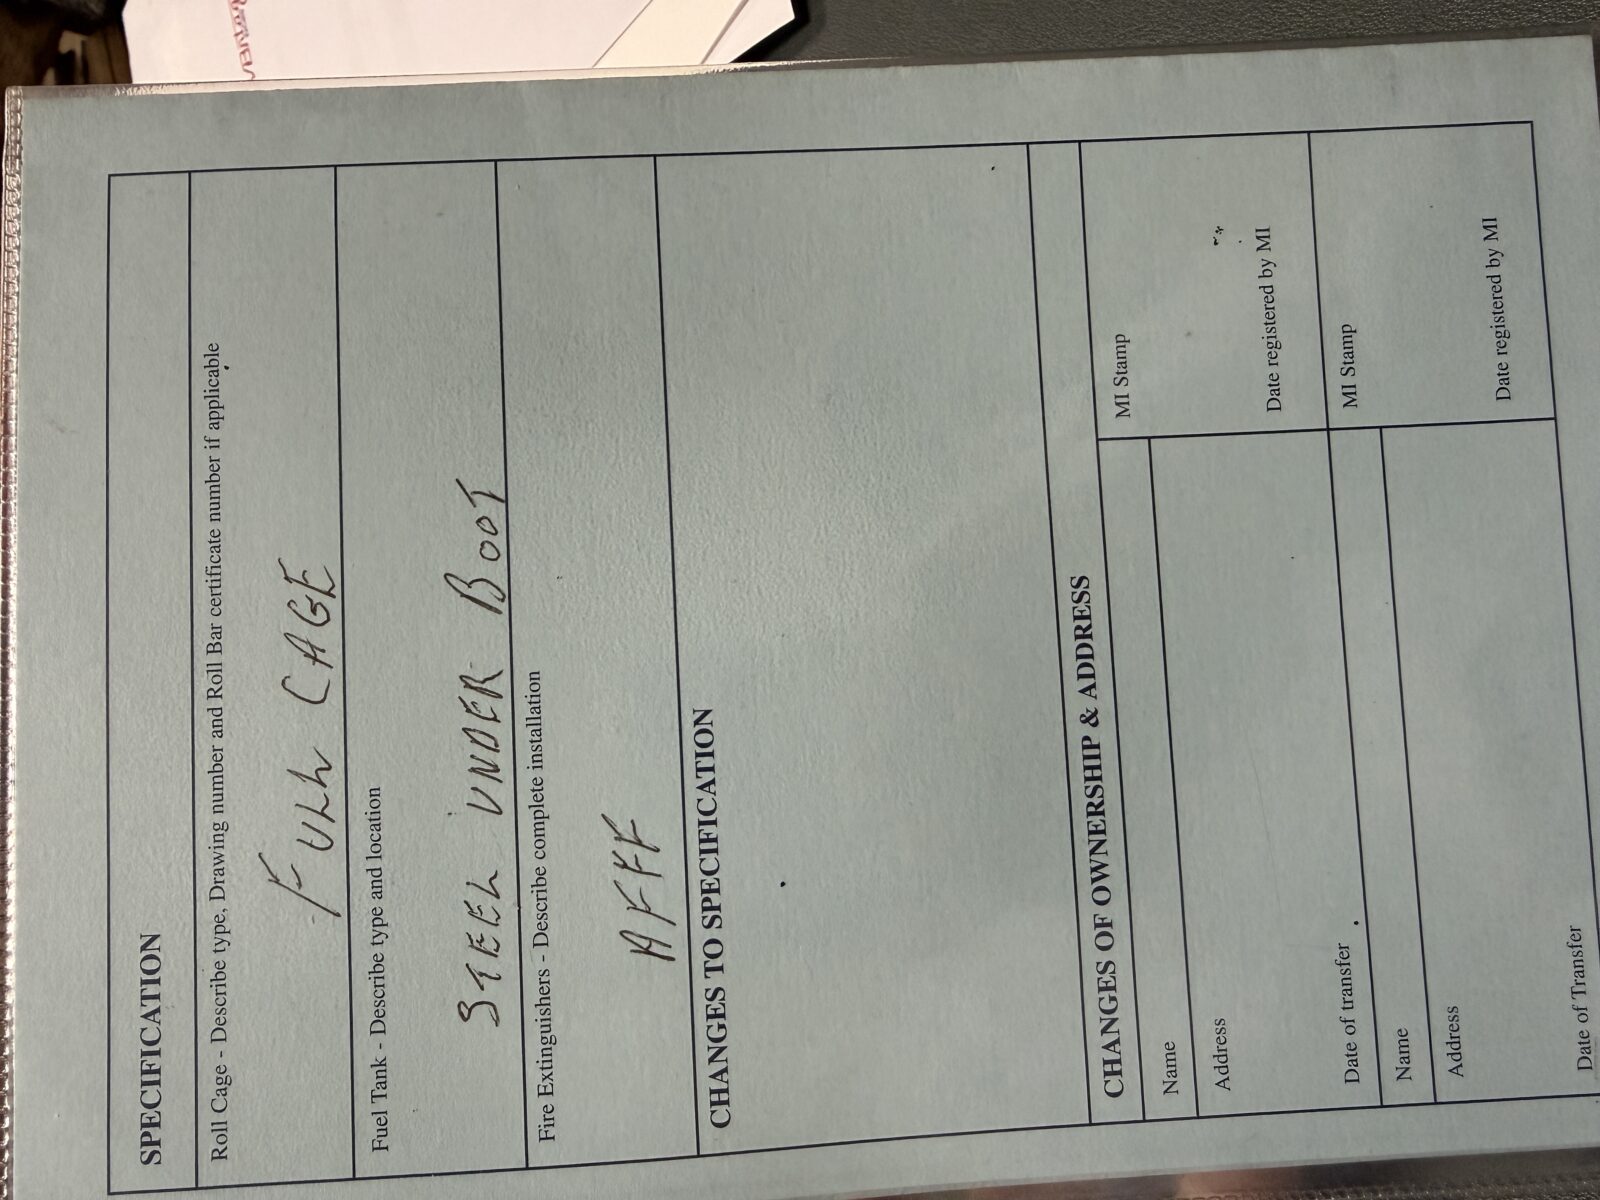 SPECIFICATION
Roll Cage - Describe type, Drawing number and Roll Bar certificate number if applicable
FULL CAGE
Fuel Tank - Describe type and location
STEEL UNDER BOOT
Fire Extinguishers - Describe complete installation
AFFF
CHANGES TO SPECIFICATION
CHANGES OF OWNERSHIP & ADDRESS
Name
MI Stamp
Address
Date of transfer
Date registered by MI
Name
MI Stamp
Address
Date of Transfer
Date registered by MI